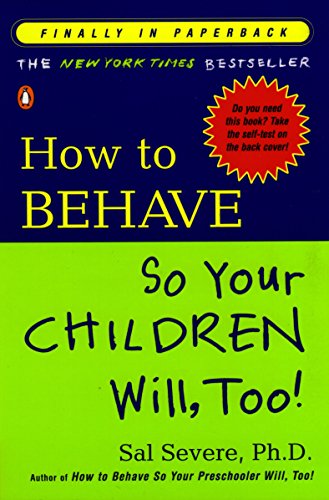 FINALLY IN PAPERBACK
THE NEW YORK TIMES BESTSELLER
Do you need
this book? Take
the self-test on
the back cover!
How to
BEHAVE
So Your
CHILDREN
Will, Too!
Sal Severe, Ph.D.
Author of How to Behave So Your Preschooler Will, Too!